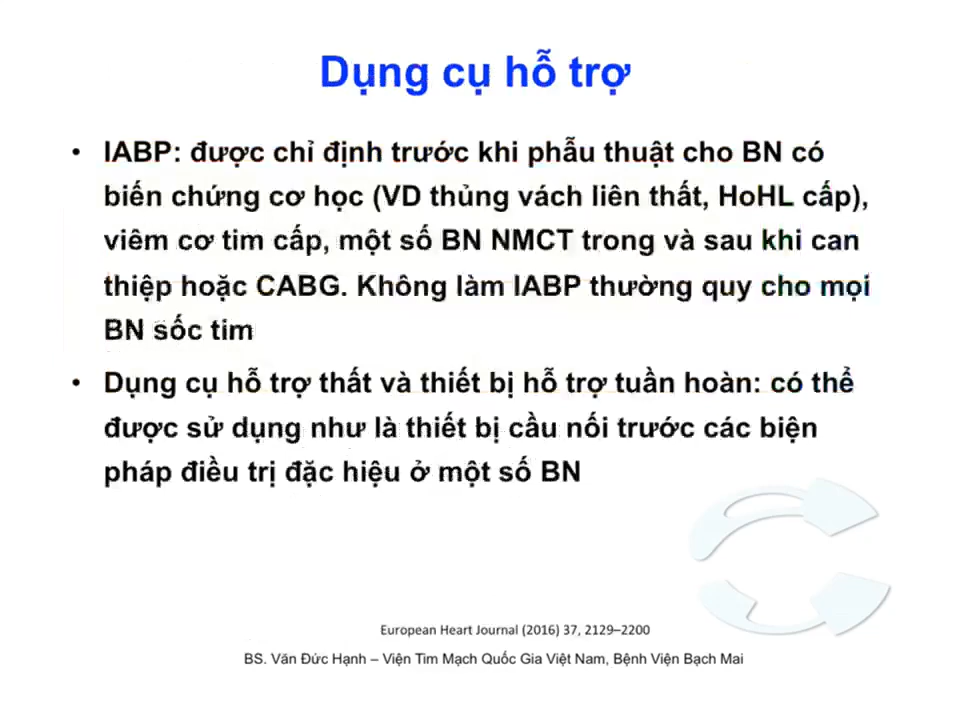 Dụng cụ hỗ trợ
• IABP: được chỉ định trước khi phẫu thuật cho BN có
biến chứng cơ học (VD thủng vách liên thất, HoHL cấp),
viêm cơ tim cấp, một số BN NMCT trong và sau khi can
thiệp hoặc CABG. Không làm IABP thường quy cho mọi
BN sốc tim
• Dụng cụ hỗ trợ thất và thiết bị hỗ trợ tuần hoàn: có thể
được sử dụng như là thiết bị cầu nối trước các biện
pháp điều trị đặc hiệu ở một số BN
European Heart Journal (2016) 37, 2129–2200
BS. Văn Đức Hạnh – Viện Tim Mạch Quốc Gia Việt Nam, Bệnh Viện Bạch Mai